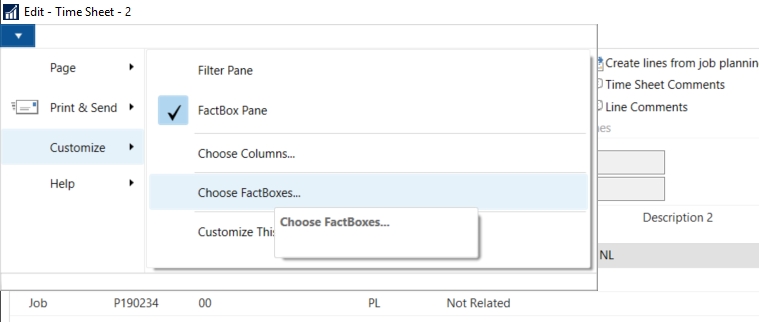 Edit - Time Sheet - 2
Page
Filter Pane
Create lines from job plannin
Time Sheet Comments
Print & Send
FactBox Pane
Line Comments
es
Customize
Choose Columns...
Help
Choose FactBoxes...
Description 2
Choose FactBoxes...
Customize This
NL
Job P190234 00 PL Not Related